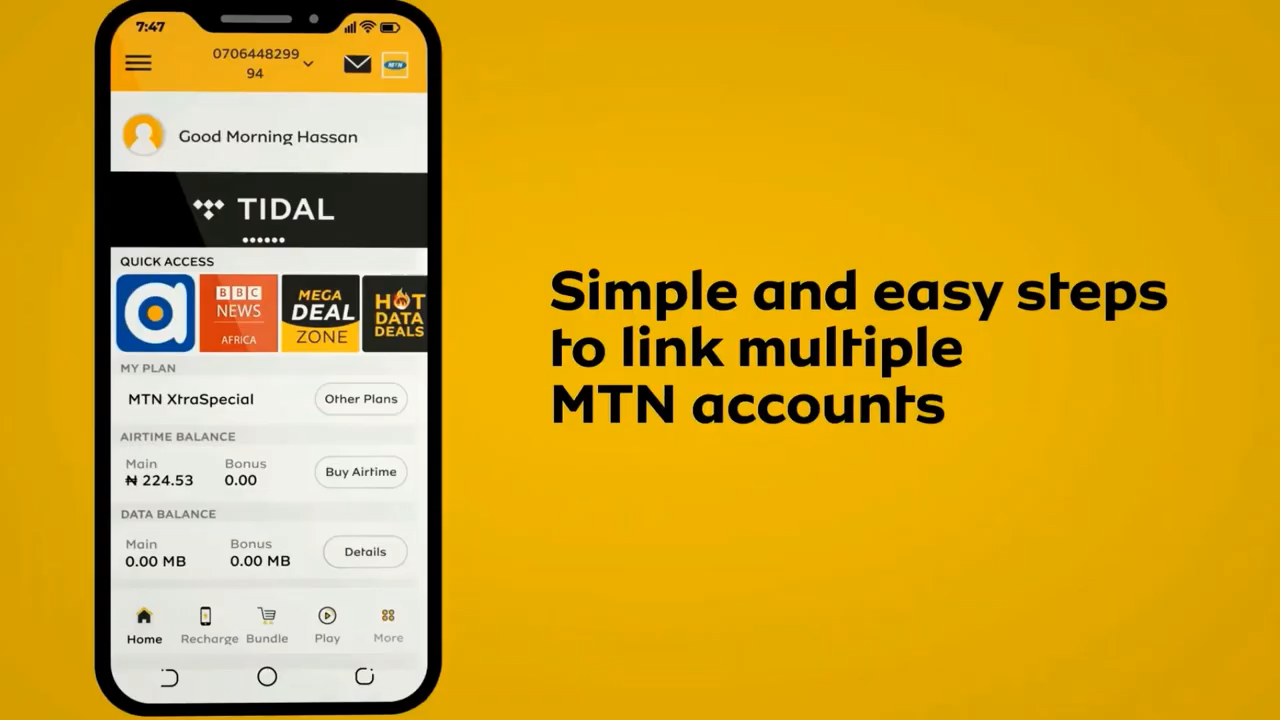 7:47
0706448299
94
MTN
Good Morning Hassan
TIDAL
QUICK ACCESS
a
BBC
NEWS
AFRICA
MEGA
DEAL
ZONE
HOT
DATA
DEALS
MY PLAN
MTN XtraSpecial
Other Plans
AIRTIME BALANCE
Main
₦ 224.53
Bonus
0.00
Buy Airtime
DATA BALANCE
Main
0.00 MB
Bonus
0.00 MB
Details
Home
Recharge
Bundle
Play
More
Simple and easy steps
to link multiple
MTN accounts